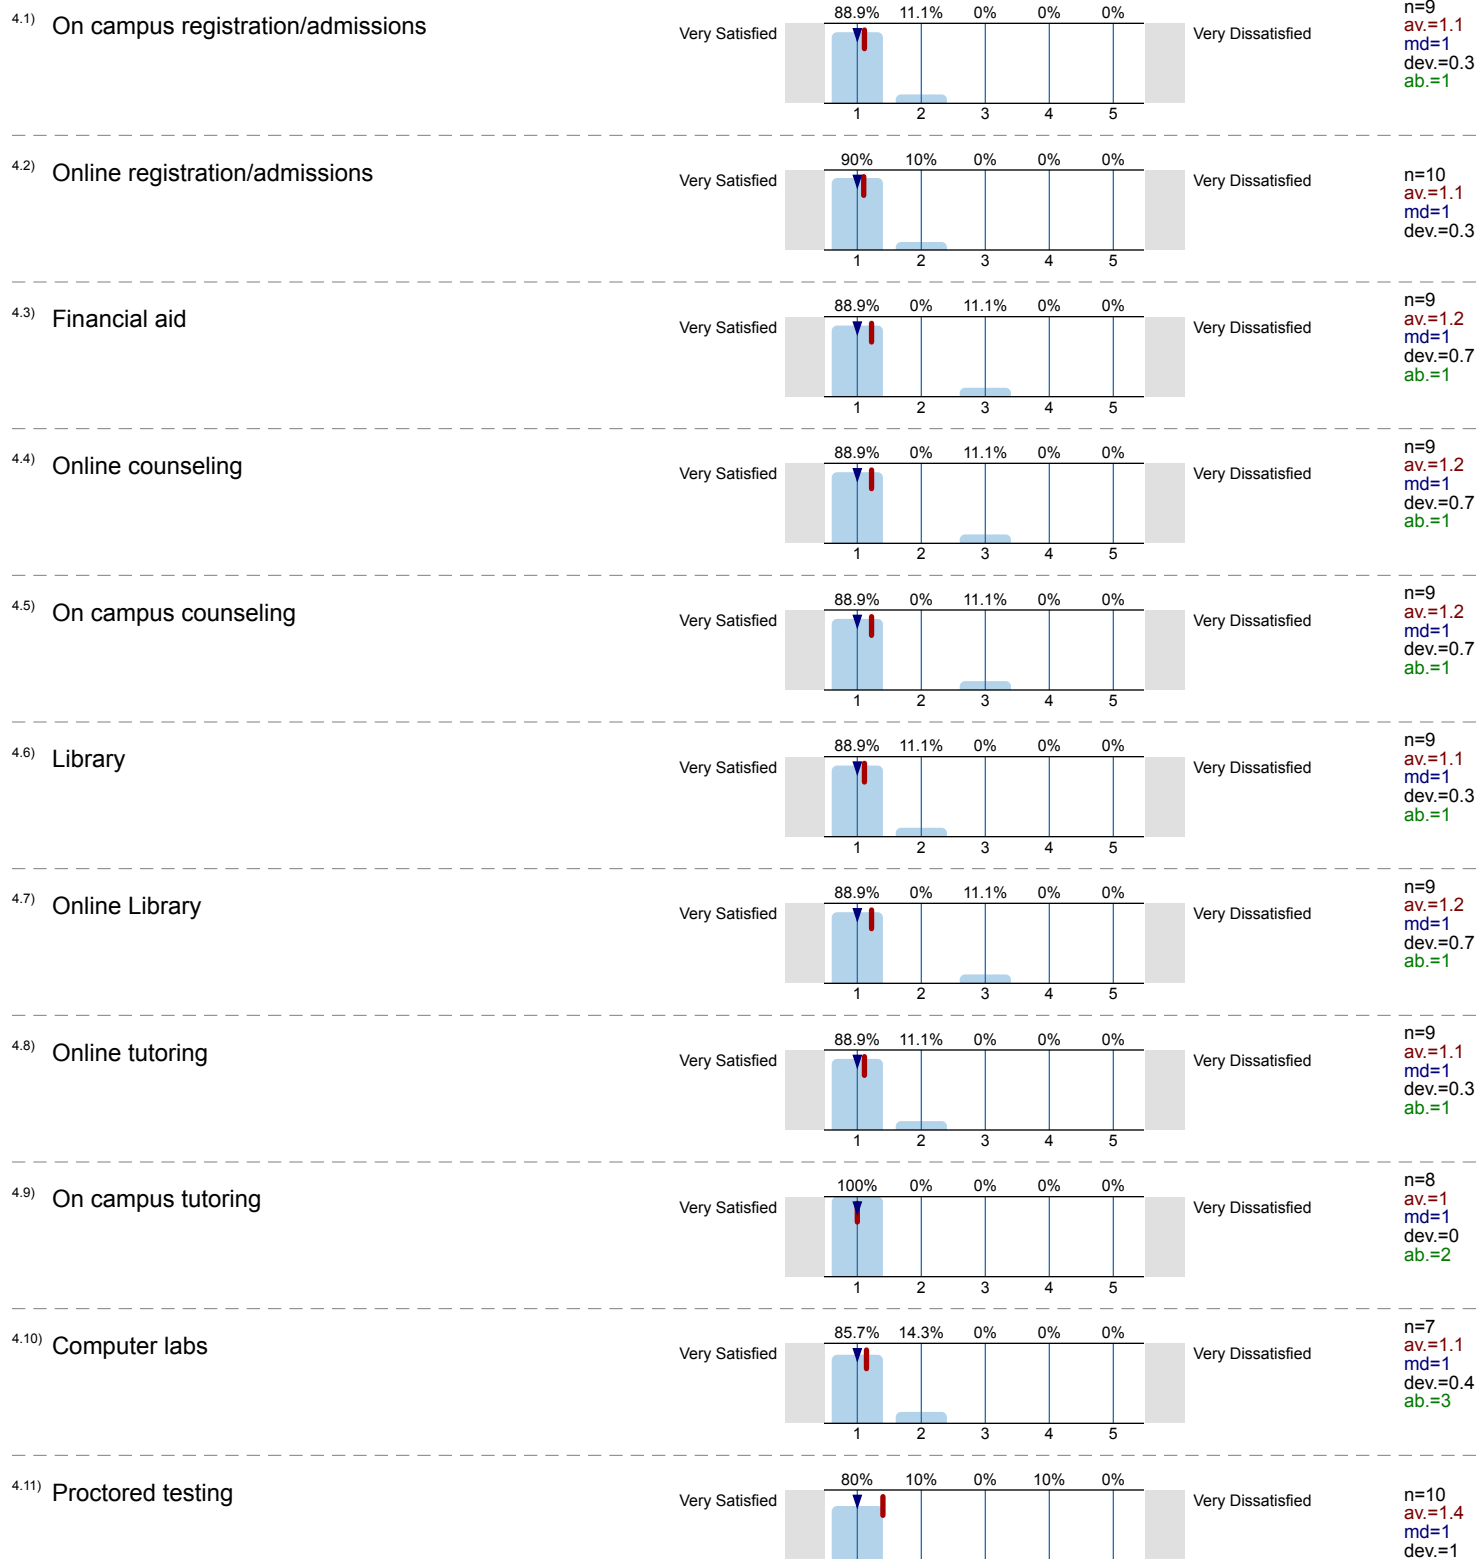 4.1) On campus registration/admissions
88.9% 11.1% 0% 0% 0%
Very Satisfied Very Dissatisfied
1 2 3 4 5
n=9
av.=1.1
md=1
dev.=0.3
ab.=1
4.2) Online registration/admissions
90% 10% 0% 0% 0%
Very Satisfied Very Dissatisfied
1 2 3 4 5
n=10
av.=1.1
md=1
dev.=0.3
4.3) Financial aid
88.9% 0% 11.1% 0% 0%
Very Satisfied Very Dissatisfied
1 2 3 4 5
n=9
av.=1.2
md=1
dev.=0.7
ab.=1
4.4) Online counseling
88.9% 0% 11.1% 0% 0%
Very Satisfied Very Dissatisfied
1 2 3 4 5
n=9
av.=1.2
md=1
dev.=0.7
ab.=1
4.5) On campus counseling
88.9% 0% 11.1% 0% 0%
Very Satisfied Very Dissatisfied
1 2 3 4 5
n=9
av.=1.2
md=1
dev.=0.7
ab.=1
4.6) Library
88.9% 11.1% 0% 0% 0%
Very Satisfied Very Dissatisfied
1 2 3 4 5
n=9
av.=1.1
md=1
dev.=0.3
ab.=1
4.7) Online Library
88.9% 0% 11.1% 0% 0%
Very Satisfied Very Dissatisfied
1 2 3 4 5
n=9
av.=1.2
md=1
dev.=0.7
ab.=1
4.8) Online tutoring
88.9% 11.1% 0% 0% 0%
Very Satisfied Very Dissatisfied
1 2 3 4 5
n=9
av.=1.1
md=1
dev.=0.3
ab.=1
4.9) On campus tutoring
100% 0% 0% 0% 0%
Very Satisfied Very Dissatisfied
1 2 3 4 5
n=8
av.=1
md=1
dev.=0
ab.=2
4.10) Computer labs
85.7% 14.3% 0% 0% 0%
Very Satisfied Very Dissatisfied
1 2 3 4 5
n=7
av.=1.1
md=1
dev.=0.4
ab.=3
4.11) Proctored testing
80% 10% 0% 10% 0%
Very Satisfied Very Dissatisfied
n=10
av.=1.4
md=1
dev.=1